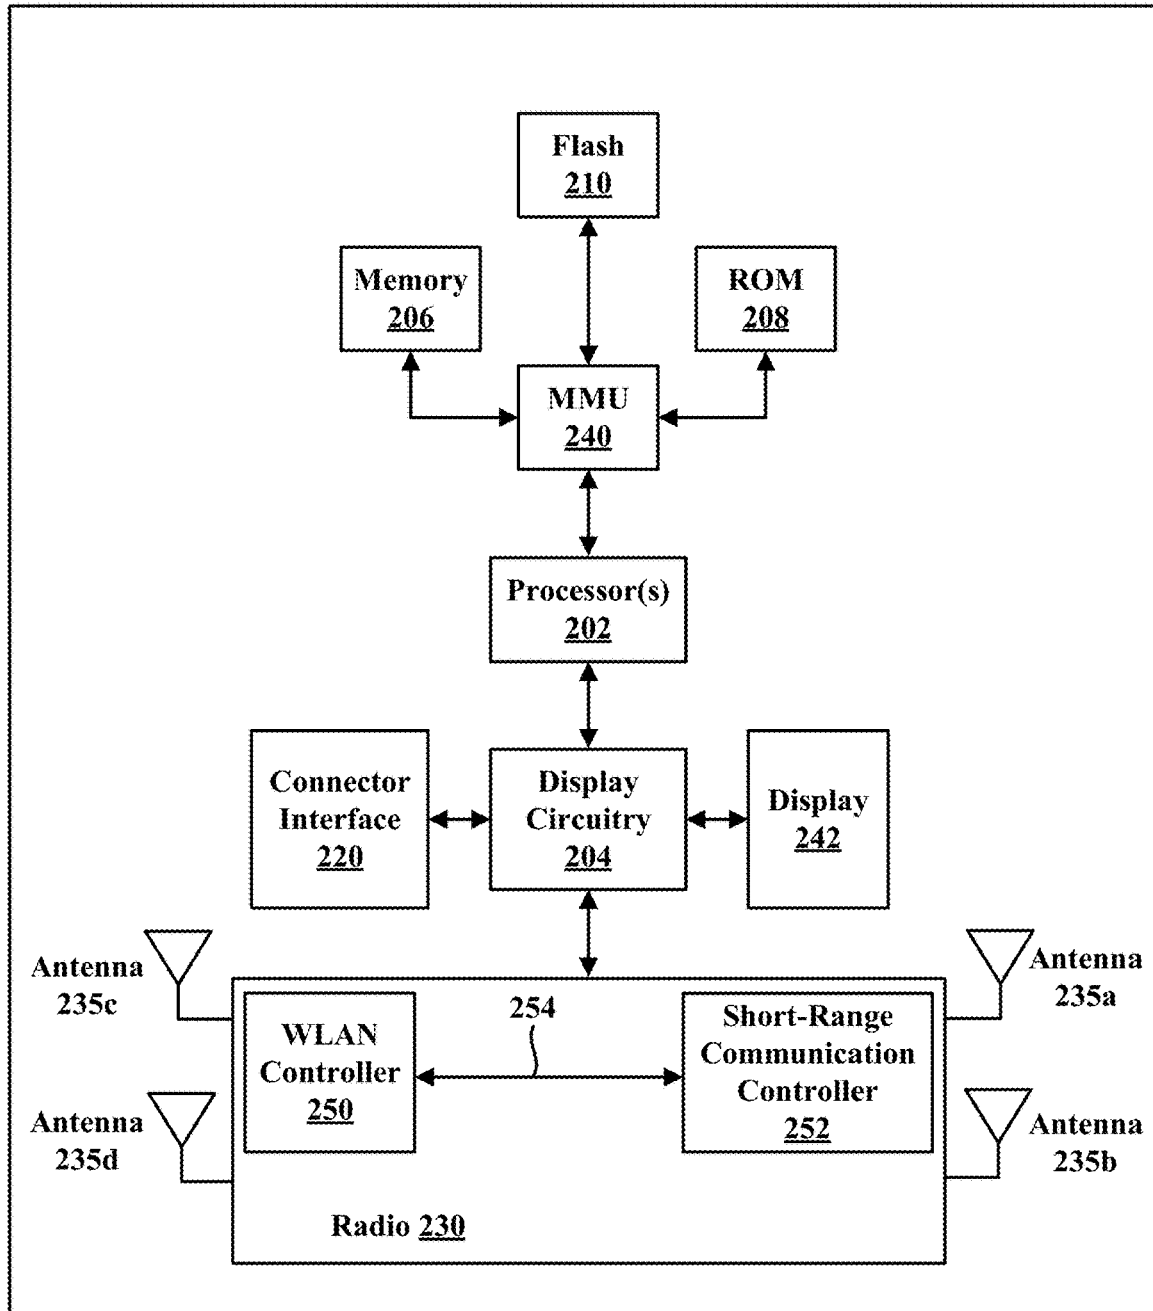 Flash
210
Memory
206
ROM
208
MMU
240
Processor(s)
202
Connector
Interface
220
Display
Circuitry
204
Display
242
Antenna
235c
Antenna
235a
WLAN
Controller
250
254
Short-Range
Communication
Controller
252
Antenna
235d
Antenna
235b
Radio 230